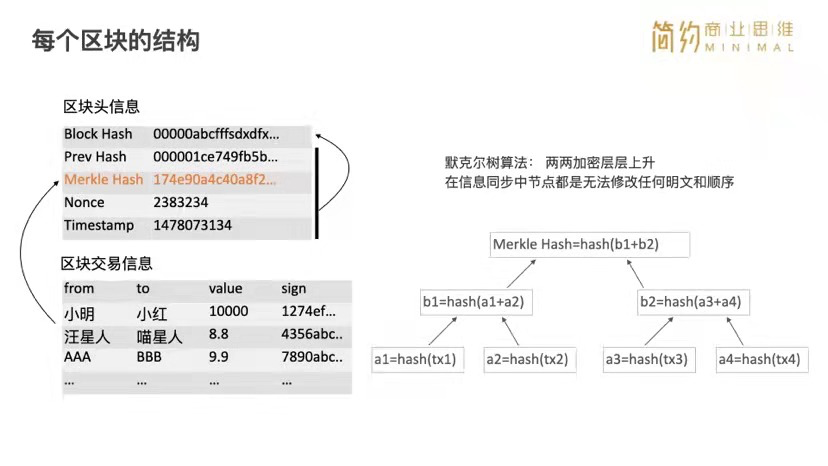 每个区块的结构
简约商业思维
MINIMAL
区块头信息
Block Hash 00000abcfffsdxdfx...
Prev Hash 000001ce749fb5b...
Merkle Hash 174e90a4c40a8f2...
Nonce 2383234
Timestamp 1478073134
区块交易信息
from to value sign
小明 小红 10000 1274ef...
汪星人 喵星人 8.8 4356abc..
AAA BBB 9.9 7890abc..
... ... ... ...
默克尔树算法： 两两加密层层上升
在信息同步中节点都是无法修改任何明文和顺序
Merkle Hash=hash(b1+b2)
b1=hash(a1+a2) b2=hash(a3+a4)
a1=hash(tx1) a2=hash(tx2) a3=hash(tx3) a4=hash(tx4)